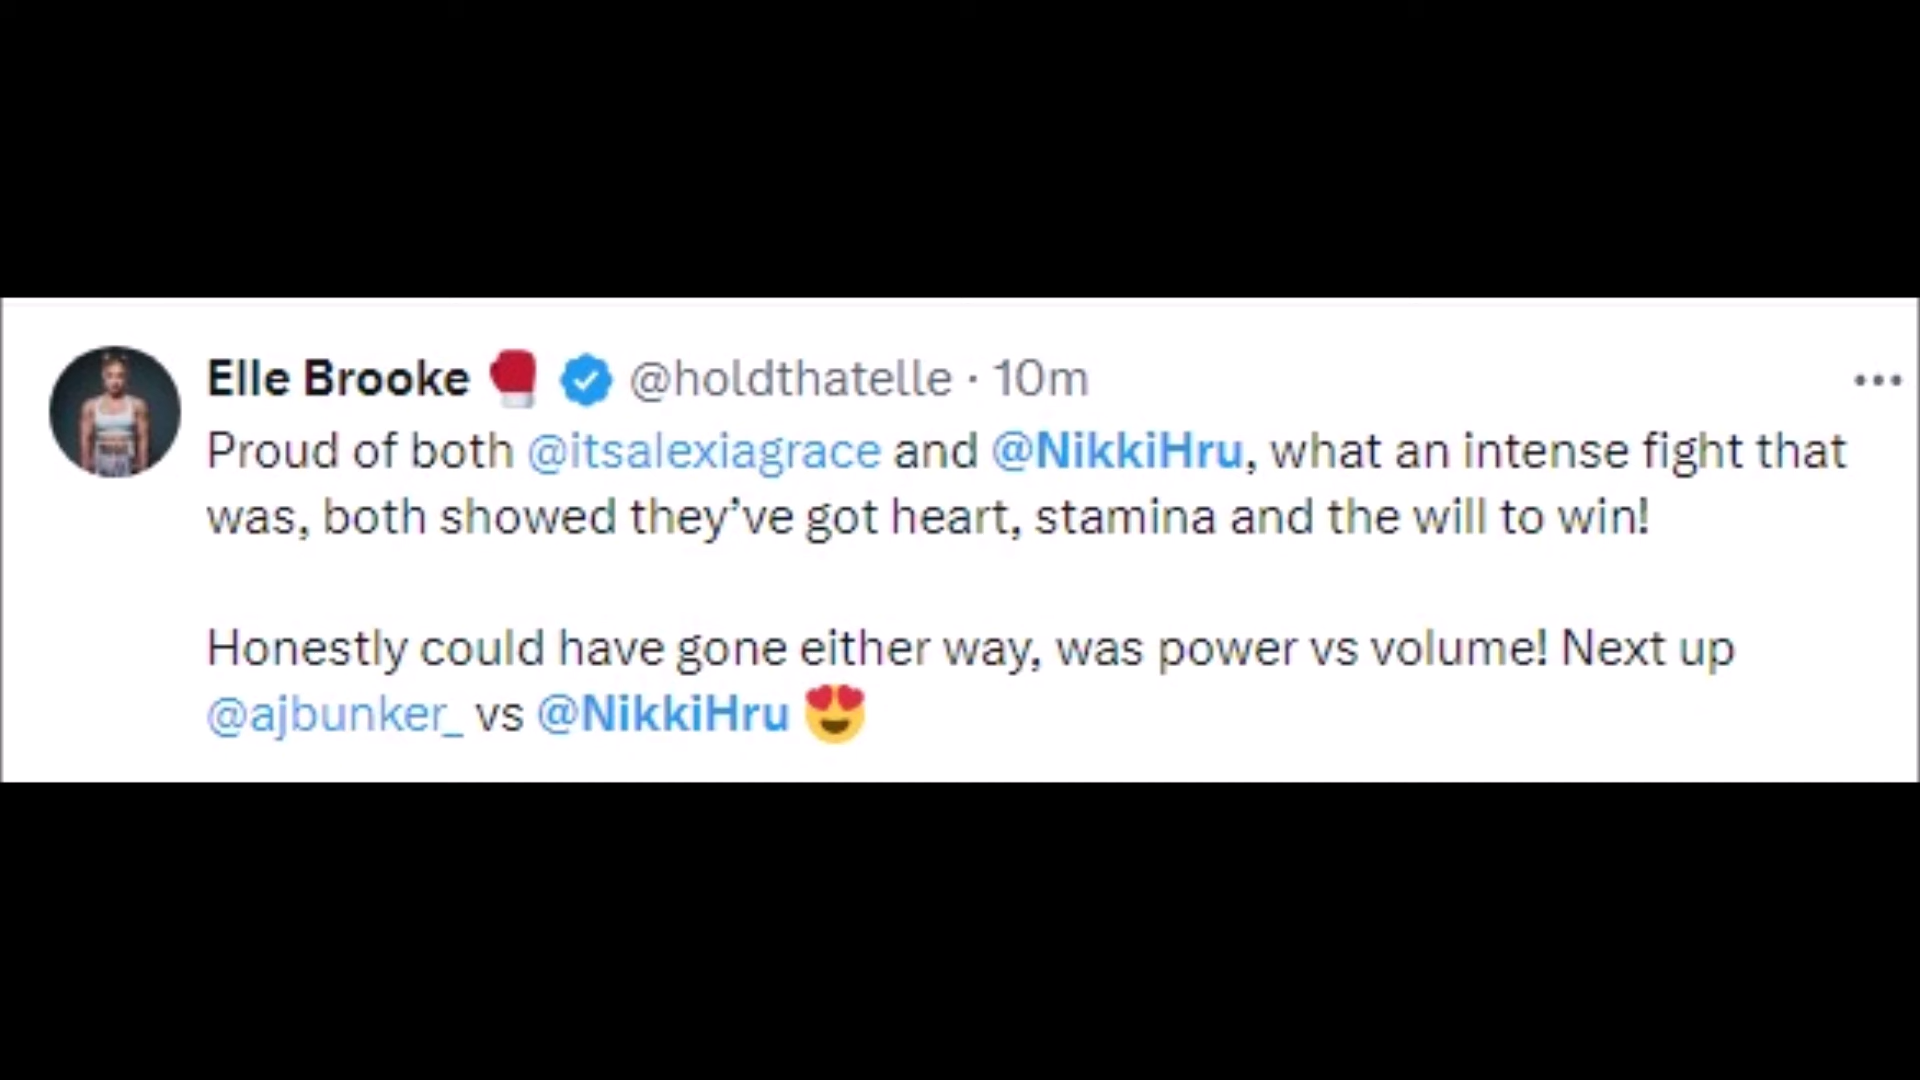 Elle Brooke 🥊 @holdthatelle · 10m
Proud of both @itsalexiagrace and @NikkiHru, what an intense fight that
was, both showed they’ve got heart, stamina and the will to win!
Honestly could have gone either way, was power vs volume! Next up
@ajbunker_ vs @NikkiHru 😍